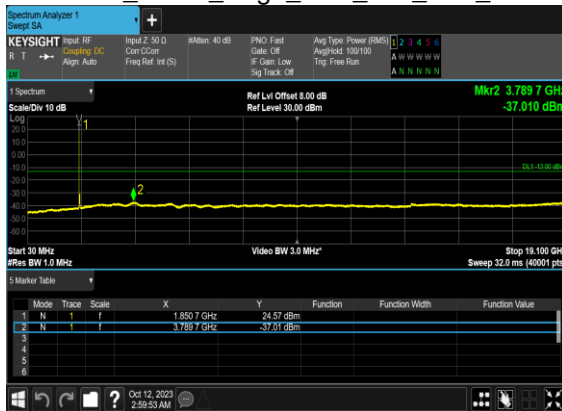 Spectrum Analyzer 1
Swept SA
+
KEYSIGHT Input: RF Input Z: 50 Ω #Atten: 40 dB PNO: Fast Avg Type: Power (RMS) 1 2 3 4 5 6
R T Coupling: DC Corr CCorr Gate: Off Avg|Hold: 100/100 A W W W W W
Align: Auto Freq Ref: Int (S) IF Gain: Low Trig: Free Run
LXI Sig Track: Off A N N N N N
1 Spectrum Ref Lvl Offset 8.00 dB Mkr2 3.789 7 GHz
Scale/Div 10 dB Ref Level 30.00 dBm -37.010 dBm
Log
20.0
10.0
0.00
-10.0
-20.0
-30.0
-40.0
-50.0
-60.0
1
DL1 -13.00 dBm
2
Start 30 MHz Video BW 3.0 MHz* Stop 19.100 GHz
#Res BW 1.0 MHz Sweep 32.0 ms (40001 pts)
5 Marker Table
Mode Trace Scale X Y Function Function Width Function Value
1 N 1 f 1.850 7 GHz 24.57 dBm
2 N 1 f 3.789 7 GHz -37.01 dBm
3
4
5
6
? Oct 12, 2023
2:59:53 AM